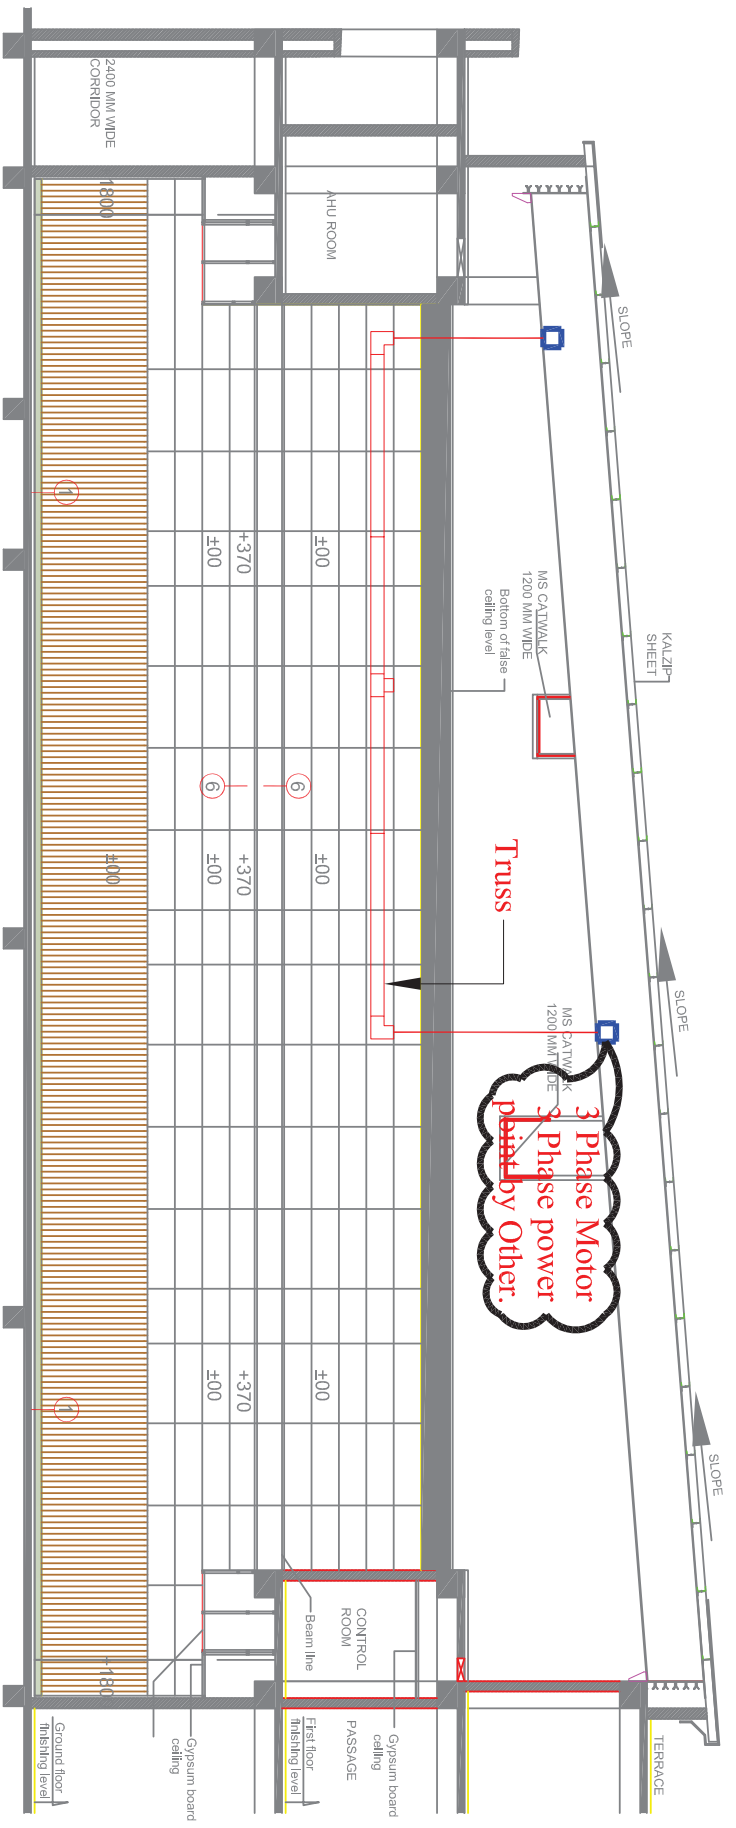 2400 MM WIDE
CORRIDOR
1800
AHU ROOM
SLOPE
1
±00
+370
±00
Bottom of false
ceiling level
MS CATWALK
1200 MM WIDE
KALZIP
SHEET
6
6
±00
±00
+370
±00
Truss
SLOPE
MS CATWALK
1200 MM WIDE
3 Phase Motor
3 Phase power
point by Other.
±00
+370
±00
1
SLOPE
Beam line
CONTROL
ROOM
Ground floor
finishing level
Gypsum board
ceiling
First floor
finishing level
PASSAGE
Gypsum board
ceiling
TERRACE